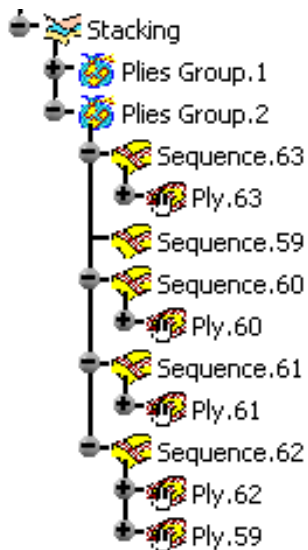 Stacking
Plies Group.1
Plies Group.2
Sequence.63
Ply.63
Sequence.59
Sequence.60
Ply.60
Sequence.61
Ply.61
Sequence.62
Ply.62
Ply.59